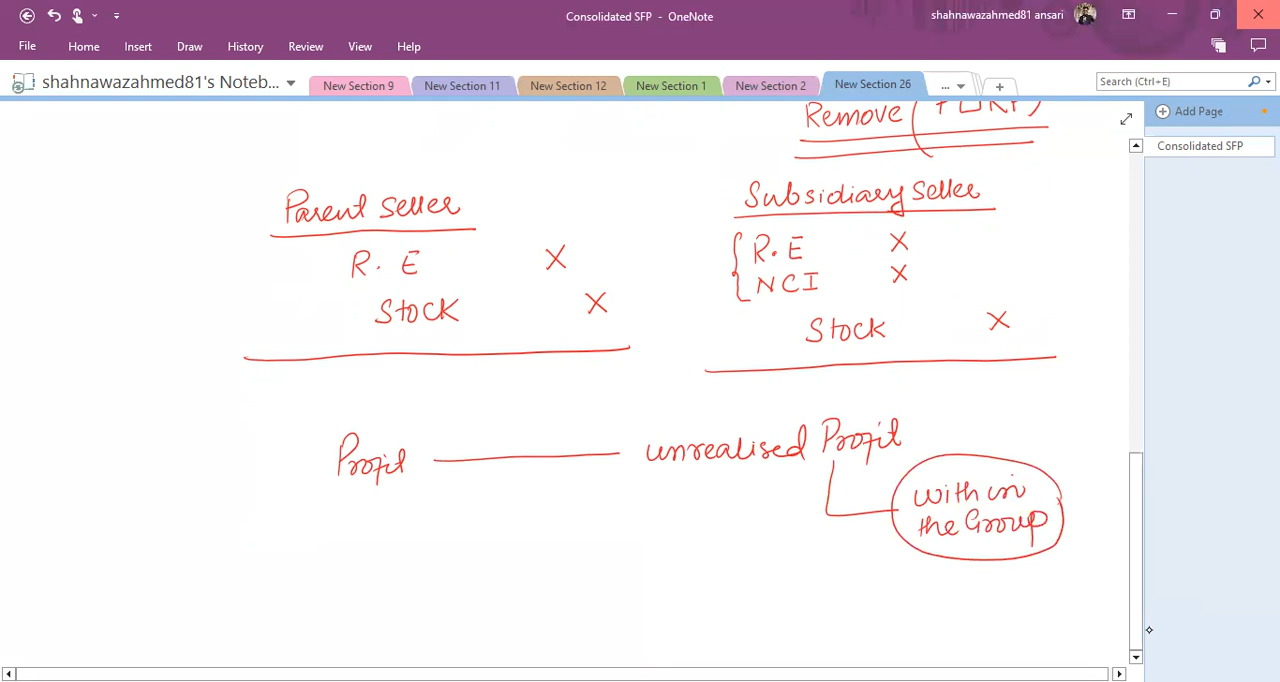 Consolidated SFP - OneNote
shahnawazahmed81 ansari
File Home Insert Draw History Review View Help
shahnawazahmed81's Noteb...
New Section 9 New Section 11 New Section 12 New Section 1 New Section 2 New Section 26 ...
Search (Ctrl+E)
Add Page
Consolidated SFP
Remove (
Parent Seller
R. E X
Stock X
Subsidiary Seller
R.E X
NCI X
Stock X
Profit unrealised Profit
with in
the Group